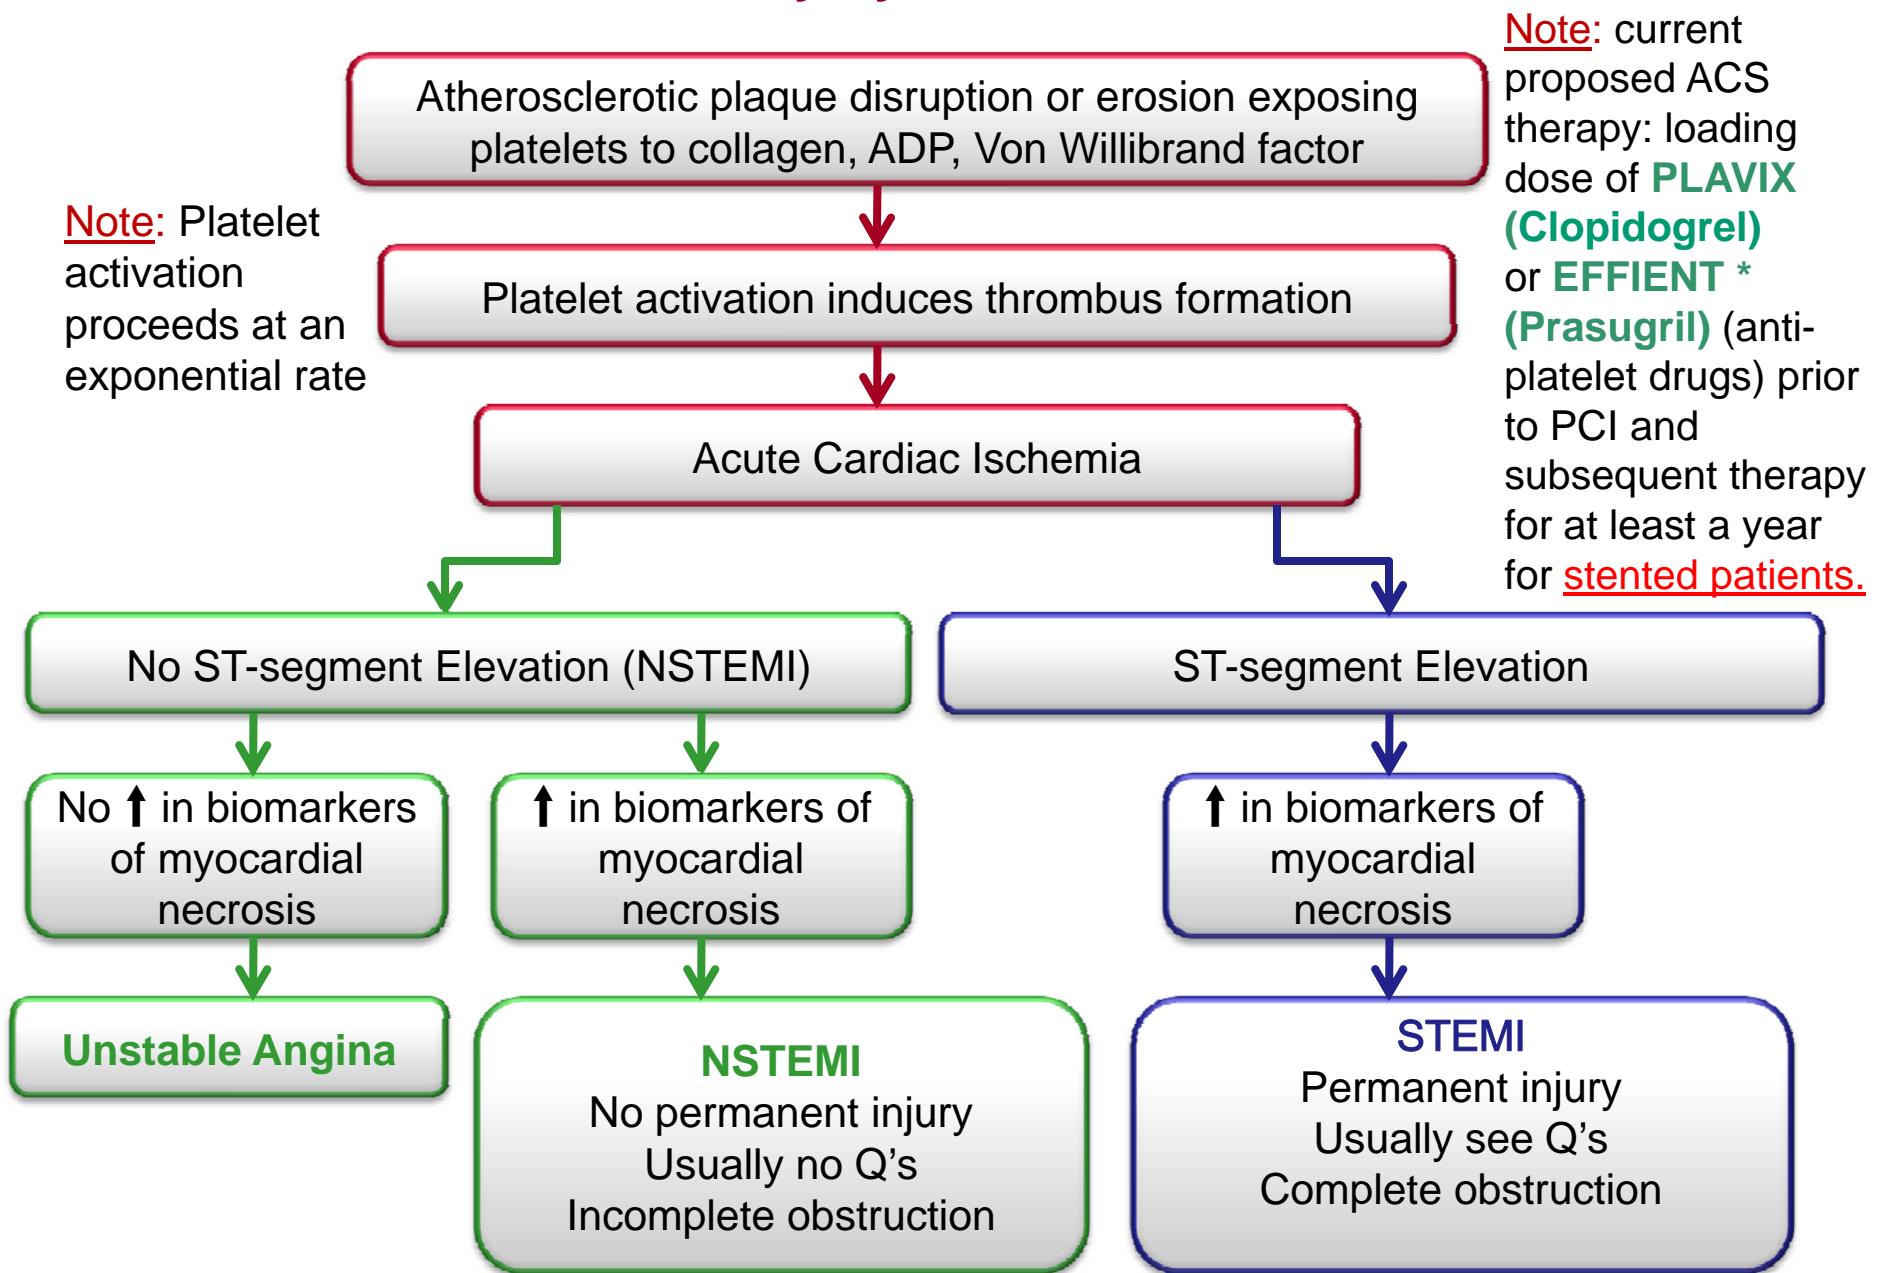 Atherosclerotic plaque disruption or erosion exposing
platelets to collagen, ADP, Von Willibrand factor
Note: current
proposed ACS
therapy: loading
dose of PLAVIX
(Clopidogrel)
or EFFIENT *
(Prasugril) (anti-
platelet drugs) prior
to PCI and
subsequent therapy
for at least a year
for stented patients.
Note: Platelet
activation
proceeds at an
exponential rate
Platelet activation induces thrombus formation
Acute Cardiac Ischemia
No ST-segment Elevation (NSTEMI)
ST-segment Elevation
No ↑ in biomarkers
of myocardial
necrosis
↑ in biomarkers of
myocardial
necrosis
↑ in biomarkers of
myocardial
necrosis
Unstable Angina
NSTEMI
No permanent injury
Usually no Q’s
Incomplete obstruction
STEMI
Permanent injury
Usually see Q’s
Complete obstruction